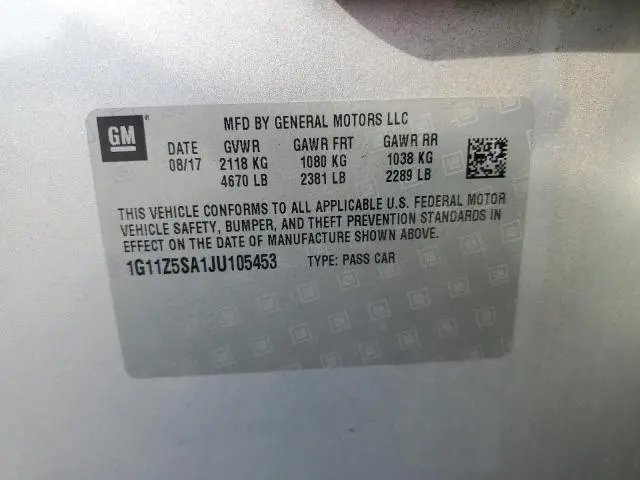 MFD BY GENERAL MOTORS LLC
GM®
DATE GVWR GAWR FRT GAWR RR
08/17 2118 KG 1080 KG 1038 KG
4670 LB 2381 LB 2289 LB
THIS VEHICLE CONFORMS TO ALL APPLICABLE U.S. FEDERAL MOTOR
VEHICLE SAFETY, BUMPER, AND THEFT PREVENTION STANDARDS IN
EFFECT ON THE DATE OF MANUFACTURE SHOWN ABOVE.
1G11Z5SA1JU105453 TYPE: PASS CAR